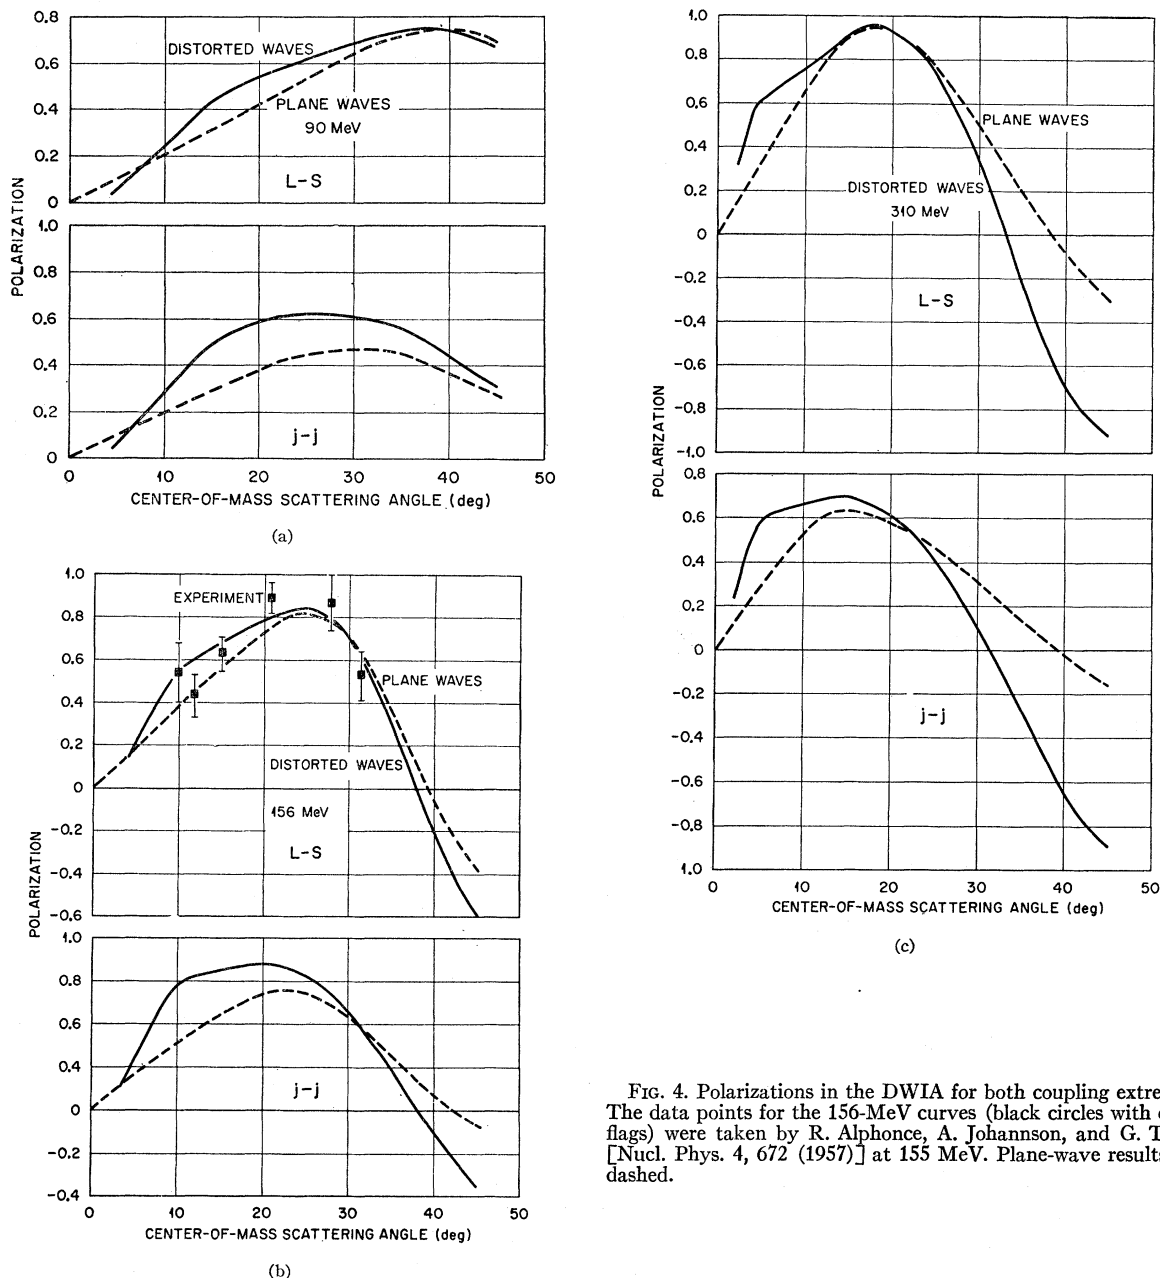 0.8
DISTORTED WAVES
0.6
0.4
PLANE WAVES
90 MeV
0.2
L-S
0
POLARIZATION
1.0
0.8
0.6
0.4
0.2
j-j
0
0 10 20 30 40 50
CENTER-OF-MASS SCATTERING ANGLE (deg)
(a)
1.0
EXPERIMENT
0.8
0.6
PLANE WAVES
0.4
0.2
DISTORTED WAVES
0
156 MeV
-0.2
L-S
-0.4
-0.6
POLARIZATION
1.0
0.8
0.6
0.4
j-j
0
-0.2
-0.4
0 10 20 30 40 50
CENTER-OF-MASS SCATTERING ANGLE (deg)
(b)
1.0
0.8
0.6
PLANE WAVES
0.4
0.2
DISTORTED WAVES
310 MeV
0
-0.2
L-S
-0.4
-0.6
-0.8
-1.0
POLARIZATION
0.8
0.6
0.4
0.2
0
-0.2
j-j
-0.4
-0.6
-0.8
1.0
0 10 20 30 40 50
CENTER-OF-MASS SCATTERING ANGLE (deg)
(c)
FIG. 4. Polarizations in the DWIA for both coupling extre
The data points for the 156-MeV curves (black circles with
flags) were taken by R. Alphonce, A. Johannson, and G. T
[Nucl. Phys. 4, 672 (1957)] at 155 MeV. Plane-wave results
dashed.